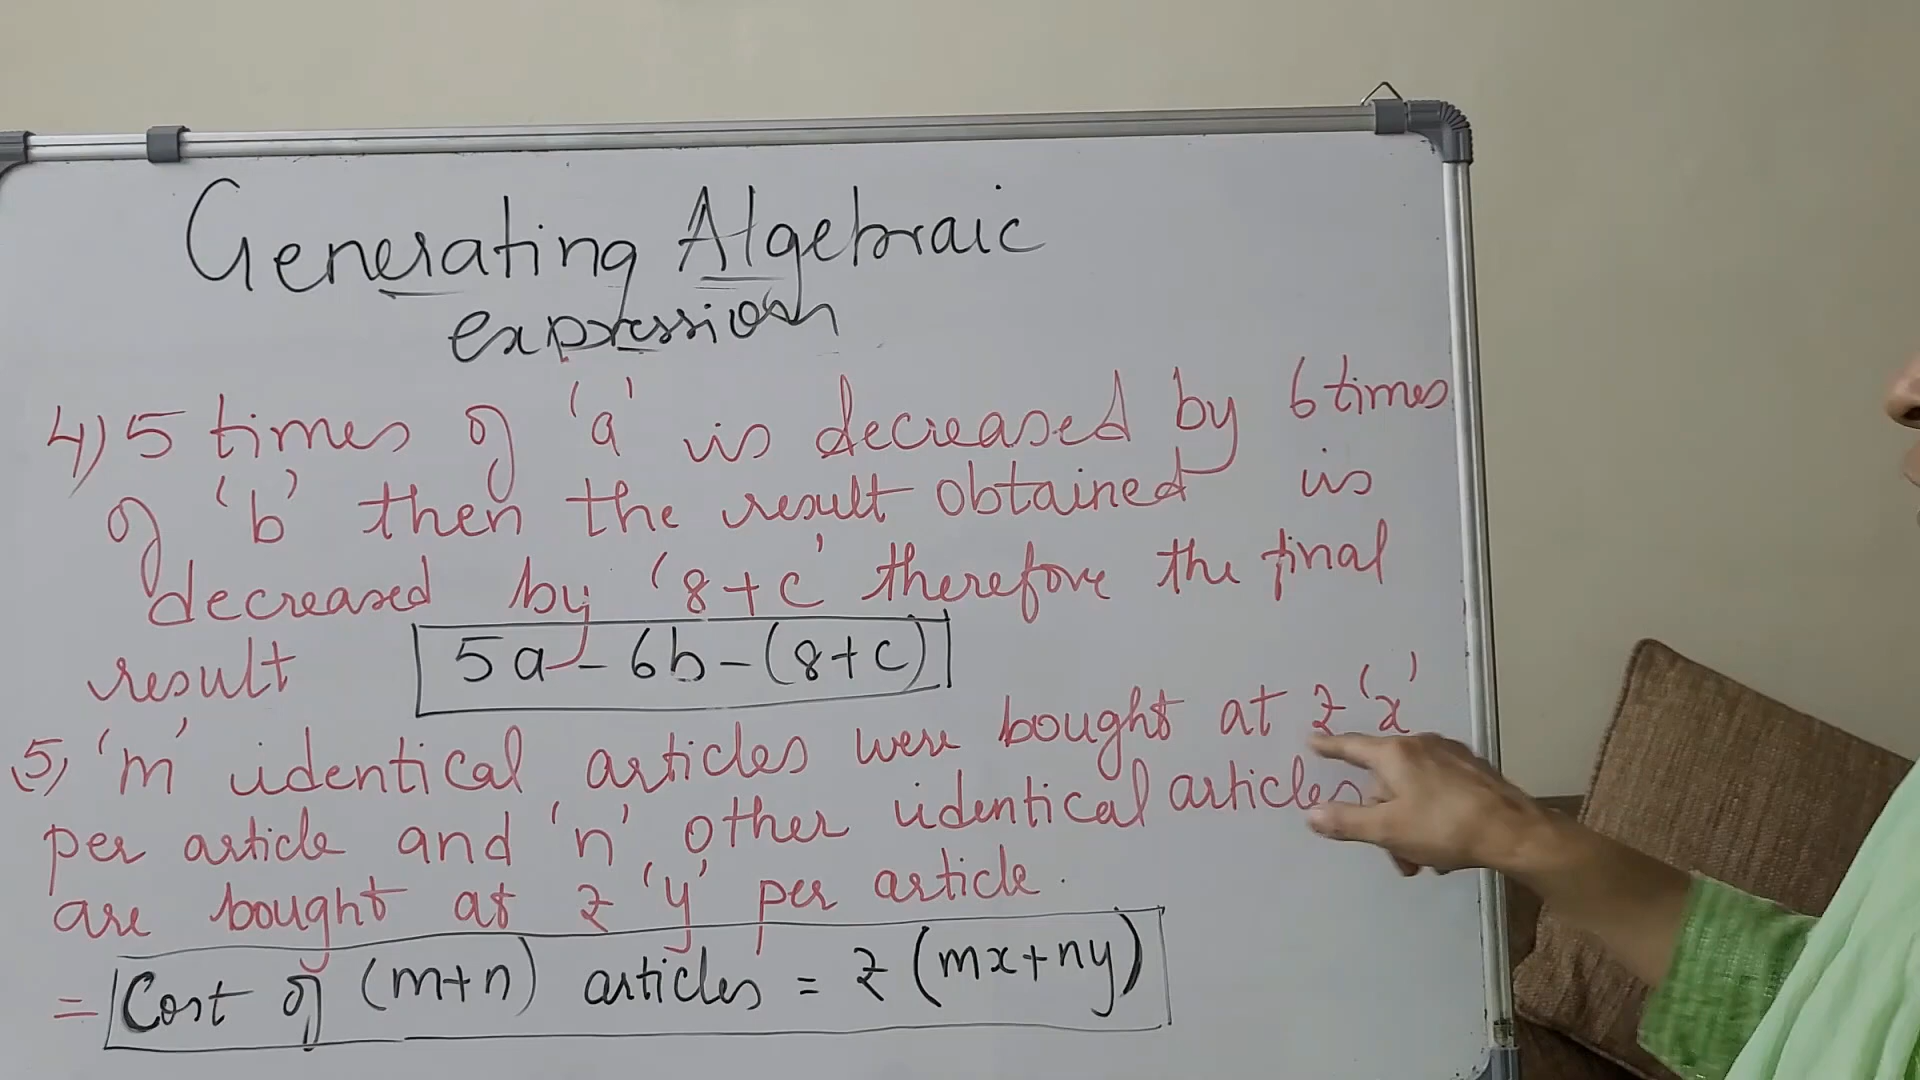 Generating Algebraic
expression
4) 5 times of 'a' is decreased by 6 times
of 'b' then the result obtained is
decreased by '8+c' therefore the final
result 5a - 6b - (8+c)
5) 'm' identical articles were bought at ₹ 'x'
per article and 'n' other identical articles
are bought at ₹ 'y' per article.
= Cost of (m+n) articles = ₹ (mx+ny)